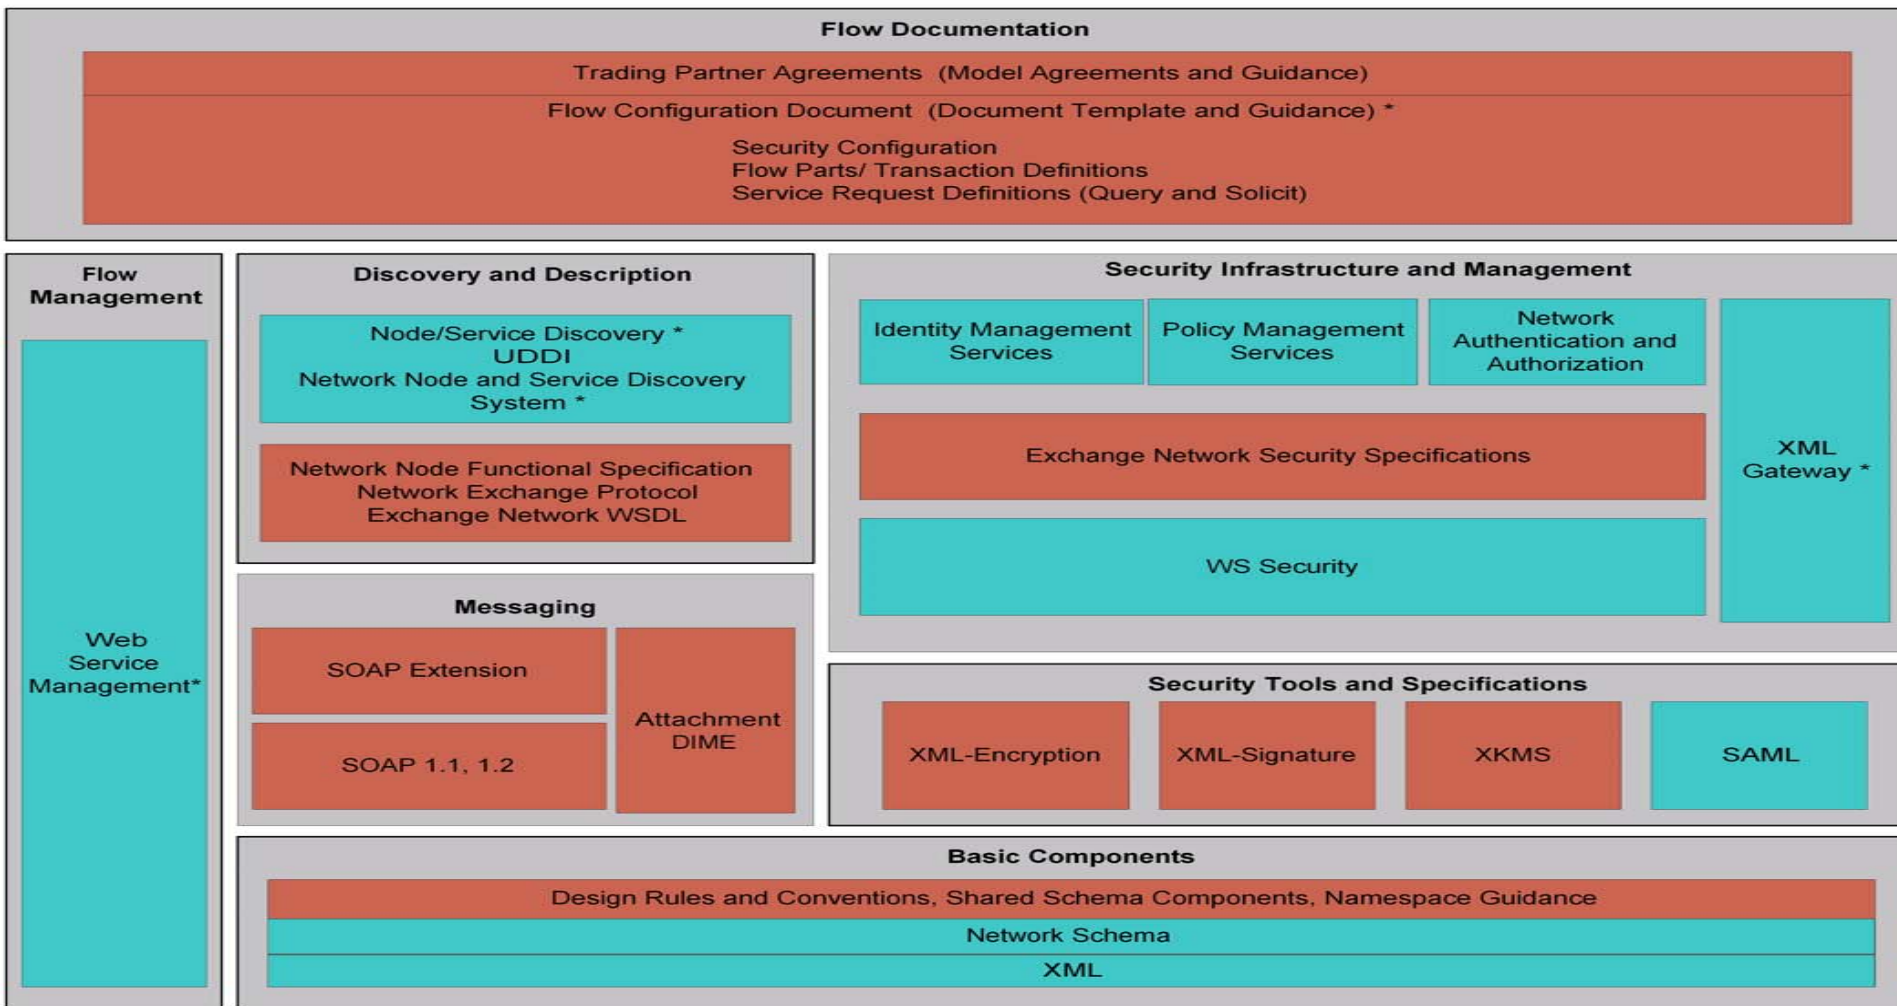 Flow Documentation
Trading Partner Agreements (Model Agreements and Guidance)
Flow Configuration Document (Document Template and Guidance) *
Security Configuration
Flow Parts/ Transaction Definitions
Service Request Definitions (Query and Solicit)
Flow
Management
Web
Service
Management*
Discovery and Description
Node/Service Discovery *
UDDI
Network Node and Service Discovery
System *
Network Node Functional Specification
Network Exchange Protocol
Exchange Network WSDL
Messaging
SOAP Extension
SOAP 1.1, 1.2
Attachment
DIME
Security Infrastructure and Management
Identity Management
Services
Policy Management
Services
Network
Authentication and
Authorization
XML
Gateway *
Exchange Network Security Specifications
WS Security
Security Tools and Specifications
XML-Encryption
XML-Signature
XKMS
SAML
Basic Components
Design Rules and Conventions, Shared Schema Components, Namespace Guidance
Network Schema
XML